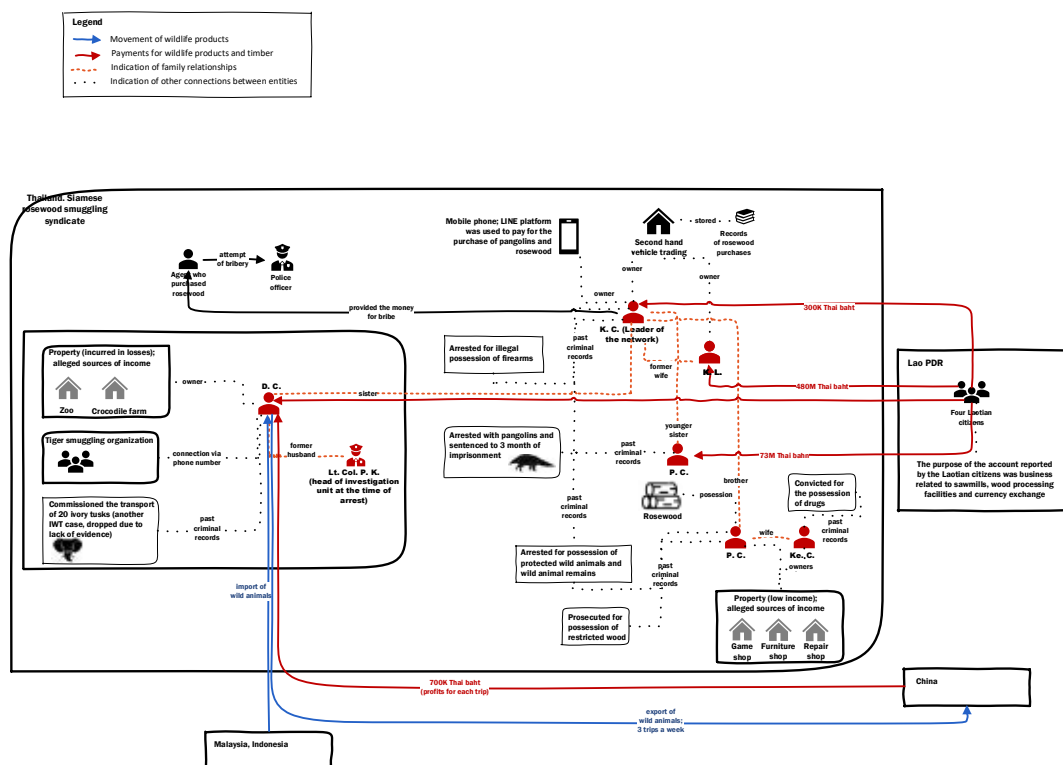 Legend
Movement of wildlife products
Payments for wildlife products and timber
Indication of family relationships
Indication of other connections between entities
Thailand. Siamese
rosewood smuggling
syndicate
Mobile phone; LINE platform
was used to pay for the
purchase of pangolins and
rosewood
Second hand
vehicle trading
stored
Records
of rosewood
purchases
attempt
of bribery
Agent who
purchased
rosewood
Police
officer
owner
owner
owner
provided the money
for bribe
300K Thai baht
K. C. (Leader of
the network)
past
criminal
records
Arrested for illegal
possession of firearms
former
wife
K. L.
Property (incurred in losses);
alleged sources of income
Zoo
Crocodile farm
owner
D. C.
sister
480M Thai baht
Lao PDR
Four Laotian
citizens
The purpose of the account reported
by the Laotian citizens was business
related to sawmills, wood processing
facilities and currency exchange
Tiger smuggling organization
connection via
phone number
former
husband
Lt. Col. P. K.
(head of investigation
unit at the time of
arrest)
Arrested with pangolins and
sentenced to 3 month of
imprisonment
past
criminal
records
younger
sister
P. C.
73M Thai bahn
Rosewood
posession
brother
Convicted for
the possession
of drugs
past
criminal
records
Commissioned the transport
of 20 ivory tusks (another
IWT case, dropped due to
lack of evidence)
past
criminal
records
P. C.
wife
Ke. C.
owners
Arrested for possession of
protected wild animals and
wild animal remains
past
criminal
records
Prosecuted for
possession of
restricted wood
Property (low income);
alleged sources of income
Game
shop
Furniture
shop
Repair
shop
import of
wild animals
700K Thai baht
(profits for each trip)
China
export of
wild animals;
3 trips a week
Malaysia, Indonesia